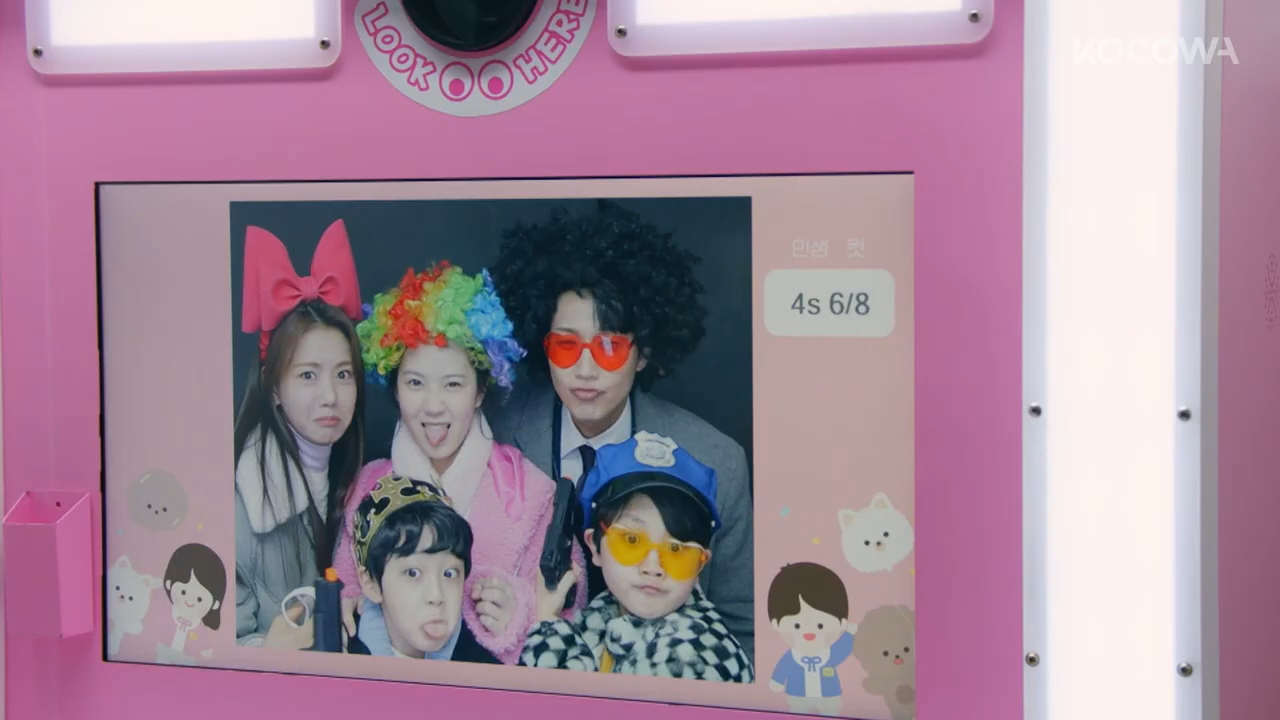 LOOK HERE
KOCOWA
인생 컷
4s 6/8